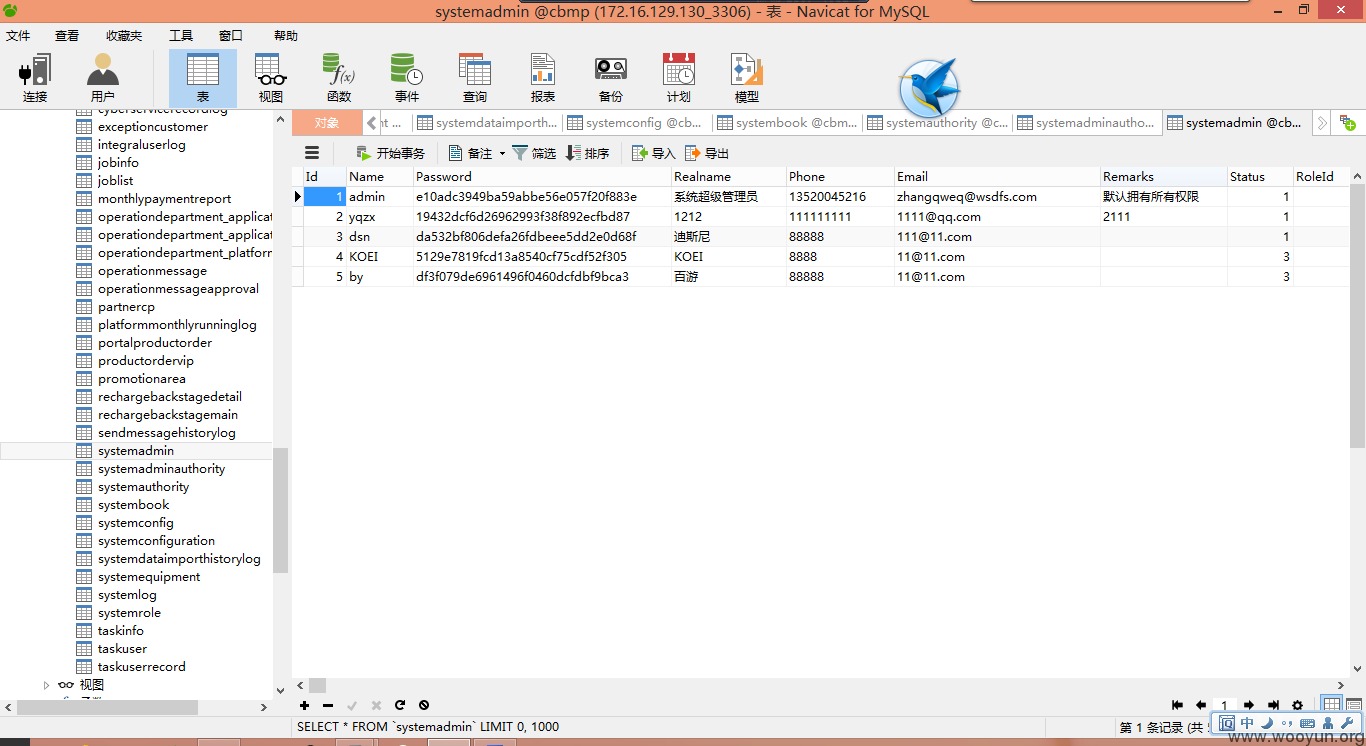 systemadmin @cbmp (172.16.129.130_3306) - 表 - Navicat for MySQL
文件 查看 收藏夹 工具 窗口 帮助
连接 用户 表 视图 函数 事件 查询 报表 备份 计划 模型
对象 systemdataimporth... systemconfig @cb... systembook @cbm... systemauthority @c... systemadminautho... systemadmin @cb...
开始事务 备注 筛选 排序 导入 导出
Id Name Password Realname Phone Email Remarks Status RoleId
1 admin e10adc3949ba59abbe56e057f20f883e 系统超级管理员 13520045216 zhangqweq@wsdfs.com 默认拥有所有权限 1
2 yqzx 19432dcf6d26962993f38f892ecfbd87 1212 111111111 1111@qq.com 2111 1
3 dsn da532bf806defa26fdbeee5dd2e0d68f 迪斯尼 88888 111@11.com 1
4 KOEI 5129e7819fcd13a8540cf75cdf52f305 KOEI 8888 11@11.com 3
5 by df3f079de6961496f0460dcfdbf9bca3 百游 88888 11@11.com 3
cyberservicerecordlog
exceptioncustomer
integraluserlog
jobinfo
joblist
monthlypaymentreport
operationdepartment_applicat
operationdepartment_applicat
operationdepartment_platforr
operationmessage
operationmessageapproval
partnercp
platformmonthlyrunninglog
portalproductorder
productordervip
promotionarea
rechargebackstagedetail
rechargebackstagemain
sendmessagehistorylog
systemadmin
systemadminauthority
systemauthority
systembook
systemconfig
systemconfiguration
systemdataimporthistorylog
systemequipment
systemlog
systemrole
taskinfo
taskuser
taskuserrecord
视图
1
SELECT * FROM `systemadmin` LIMIT 0, 1000
第 1 条记录 (共
中
www.wooyun.org